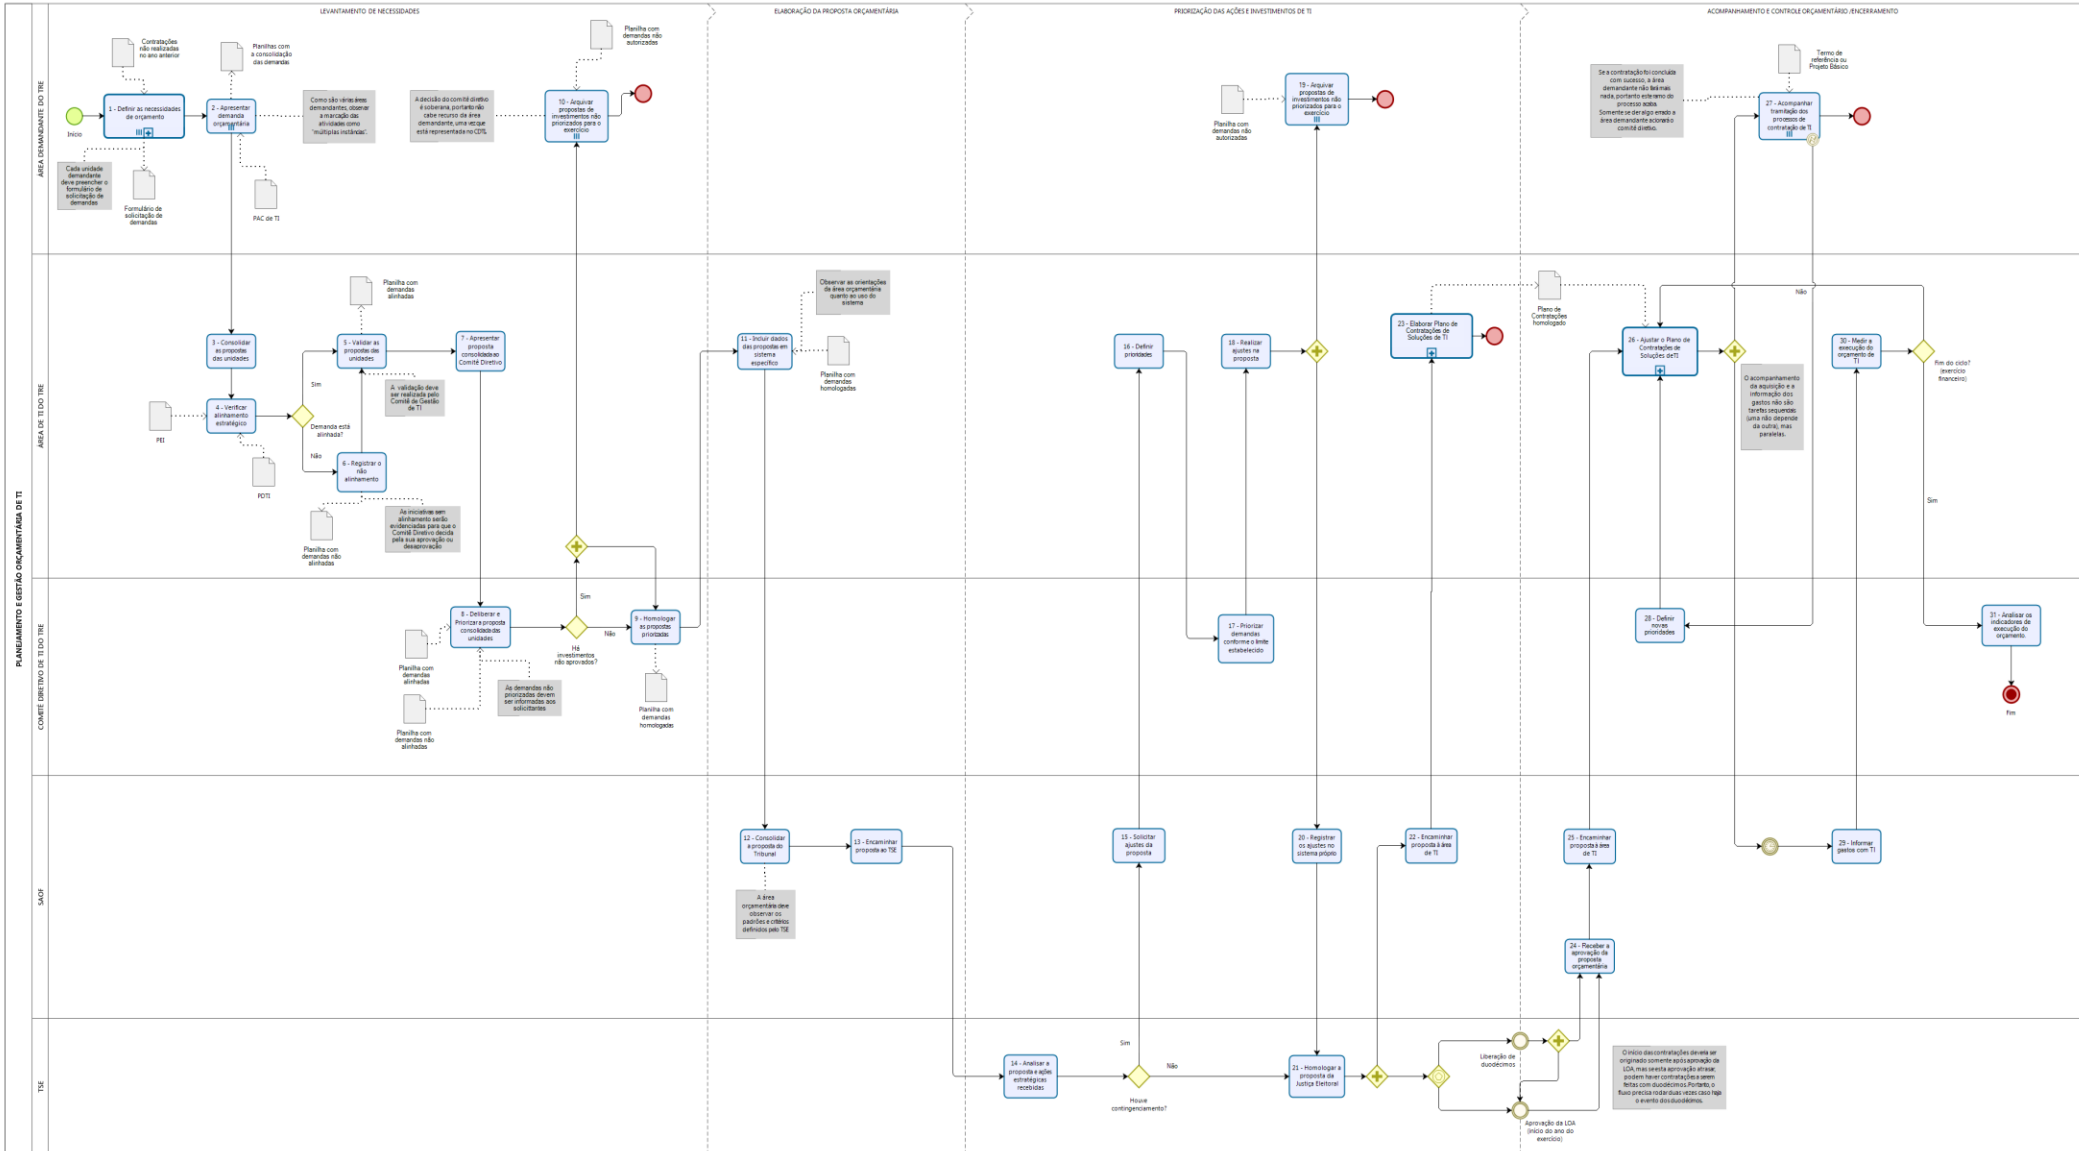 LEVANTAMENTO DE NECESSIDADES
ELABORAÇÃO DA PROPOSTA ORÇAMENTÁRIA
PRIORIZAÇÃO DAS AÇÕES E INVESTIMENTOS DE TI
ACOMPANHAMENTO E CONTROLE ORÇAMENTÁRIO /ENCERRAMENTO
PLANEJAMENTO E GESTÃO ORÇAMENTÁRIA DE TI
ÁREA DEMANDANTE DO TRE
Início
Contratações
não realizadas
no ano anterior
1 - Definir as necessidades
de orçamento
Cada unidade
demandante
deve preencher o
formulário de
solicitação de
demandas
Formulário de
solicitação de
demandas
Planilhas com
a consolidação
das demandas
2 - Apresentar
demanda
orçamentária
PAC de TI
Como são várias áreas
demandantes, observar
a marcação das
atividades como
"múltiplas instâncias".
A decisão do comitê diretivo
é soberana, portanto não
cabe recurso da área
demandante, uma vez que
está representada no CDTI.
Planilha com
demandas não
autorizadas
10 - Arquivar
propostas de
investimentos não
priorizados para o
exercício
Planilha com
demandas não
autorizadas
19 - Arquivar
propostas de
investimentos não
priorizados para o
exercício
Se a contratação foi concluída
com sucesso, a área
demandante não fará mais
nada, portanto este ramo do
processo acaba.
Somente se der algo errado a
área demandante acionará o
comitê diretivo.
Termo de
referência ou
Projeto Básico
27 - Acompanhar
tramitação dos
processos de
contratação de TI
ÁREA DE TI DO TRE
3 - Consolidar
as propostas
das unidades
4 - Verificar
alinhamento
estratégico
PEI
PDTI
Demanda está
alinhada?
Sim
Não
Planilha com
demandas
alinhadas
5 - Validar as
propostas das
unidades
A validação deve
ser realizada pelo
Comitê de Gestão
de TI
6 - Registrar o
não
alinhamento
Planilha com
demandas não
alinhadas
As iniciativas sem
alinhamento serão
evidenciadas para que o
Comitê Diretivo decida
pela sua aprovação ou
desaprovação
7 - Apresentar
proposta
consolidada ao
Comitê Diretivo
Observar as orientações
da área orçamentária
quanto ao uso do
sistema
11 - Incluir dados
das propostas em
sistema
específico
Planilha com
demandas
homologadas
16 - Definir
prioridades
18 - Realizar
ajustes na
proposta
23 - Elaborar Plano de
Contratações de
Soluções de TI
Plano de
Contratações
homologado
26 - Ajustar o Plano de
Contratações de
Soluções de TI
O acompanhamento
da aquisição e a
informação dos
gastos não são
tarefas sequenciais
(uma não depende
da outra), mas
paralelas.
Não
30 - Medir a
execução do
orçamento de
TI
Fim do ciclo?
(exercício
financeiro)
Sim
COMITÊ DIRETIVO DE TI DO TRE
8 - Deliberar e
Priorizar a proposta
consolidada das
unidades
Planilha com
demandas
alinhadas
Planilha com
demandas não
alinhadas
As demandas não
priorizadas devem
ser informadas aos
solicitantes
Sim
Não
Há
investimentos
não aprovados?
9 - Homologar
as propostas
priorizadas
Planilha com
demandas
homologadas
17 - Priorizar
demandas
conforme o limite
estabelecido
28 - Definir
novas
prioridades
31 - Analisar os
indicadores de
execução do
orçamento
Fim
SAOF
12 - Consolidar
a proposta do
Tribunal
A área
orçamentária deve
observar os
padrões e critérios
definidos pelo TSE
13 - Encaminhar
proposta ao TSE
15 - Solicitar
ajustes da
proposta
20 - Registrar
os ajustes no
sistema próprio
22 - Encaminhar
proposta à área
de TI
25 - Encaminhar
proposta à área
de TI
24 - Receber a
aprovação da
proposta
orçamentária
29 - Informar
gastos com TI
TSE
14 - Analisar a
proposta e ações
estratégicas
recebidas
Sim
Não
Houve
contingenciamento?
21 - Homologar a
proposta da
Justiça Eleitoral
Liberação de
duodécimos
Aprovação da LOA
(início do ano do
exercício)
O início das contratações deveria ser
originado somente após aprovação da
LOA, mas se esta aprovação atrasar,
podem haver contratações a serem
feitas com duodécimos. Portanto, o
fluxo precisa rodar duas vezes caso haja
o evento dos duodécimos.